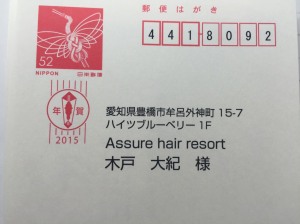 郵便はがき
4418092
52
NIPPON 日本郵便
年賀
2015
愛知県豊橋市牟呂外神町 15-7
ハイツブルーベリー 1F
Assure hair resort
木戸 大紀 様